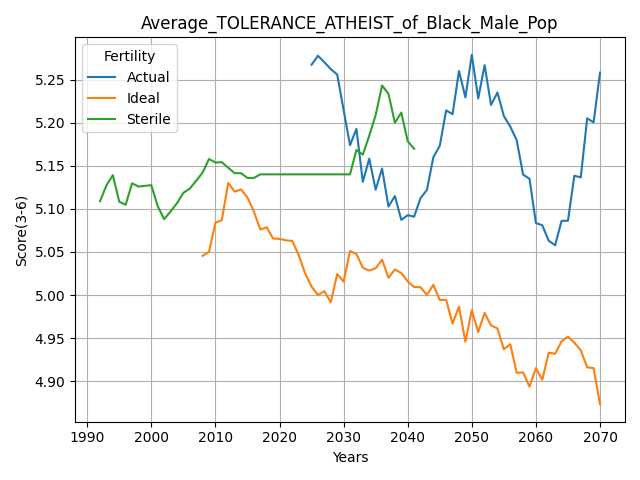 Average_TOLERANCE_ATHEIST_of_Black_Male_Pop
Fertility
Actual
Ideal
Sterile
Score(3-6)
5.25
5.20
5.15
5.10
5.05
5.00
4.95
4.90
1990 2000 2010 2020 2030 2040 2050 2060 2070
Years